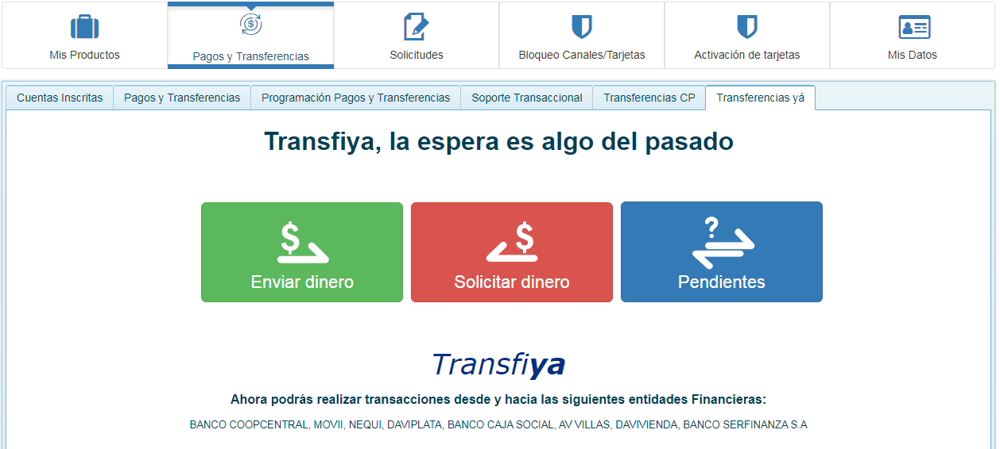 Mis Productos
Pagos y Transferencias
Solicitudes
Bloqueo Canales/Tarjetas
Activación de tarjetas
Mis Datos
Cuentas Inscritas
Pagos y Transferencias
Programación Pagos y Transferencias
Soporte Transaccional
Transferencias CP
Transferencias yá
Transfiya, la espera es algo del pasado
$
Enviar dinero
$
Solicitar dinero
?
Pendientes
Transfiya
Ahora podrás realizar transacciones desde y hacia las siguientes entidades Financieras:
BANCO COOPCENTRAL, MOVII, NEQUI, DAVIPLATA, BANCO CAJA SOCIAL, AV VILLAS, DAVIVIENDA, BANCO SERFINANZA S.A